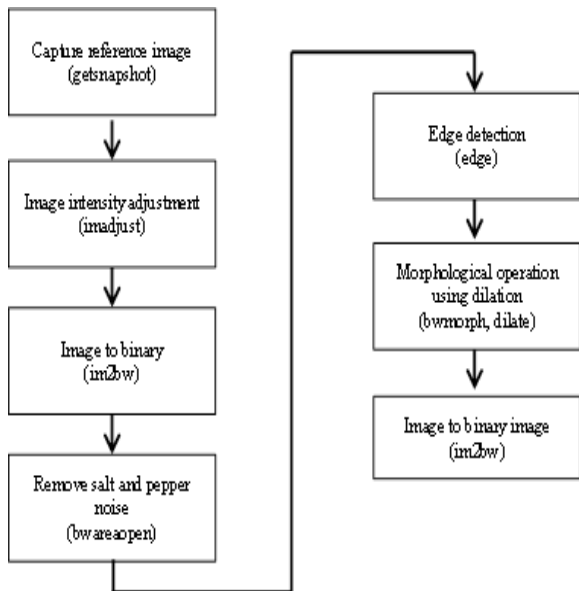 Capture reference image
(getsnapshot)
Image intensity adjustment
(imadjust)
Image to binary
(im2bw)
Remove salt and pepper
noise
(bwareaopen)
Edge detection
(edge)
Morphological operation
using dilation
(bwmorph, dilate)
Image to binary image
(im2bw)